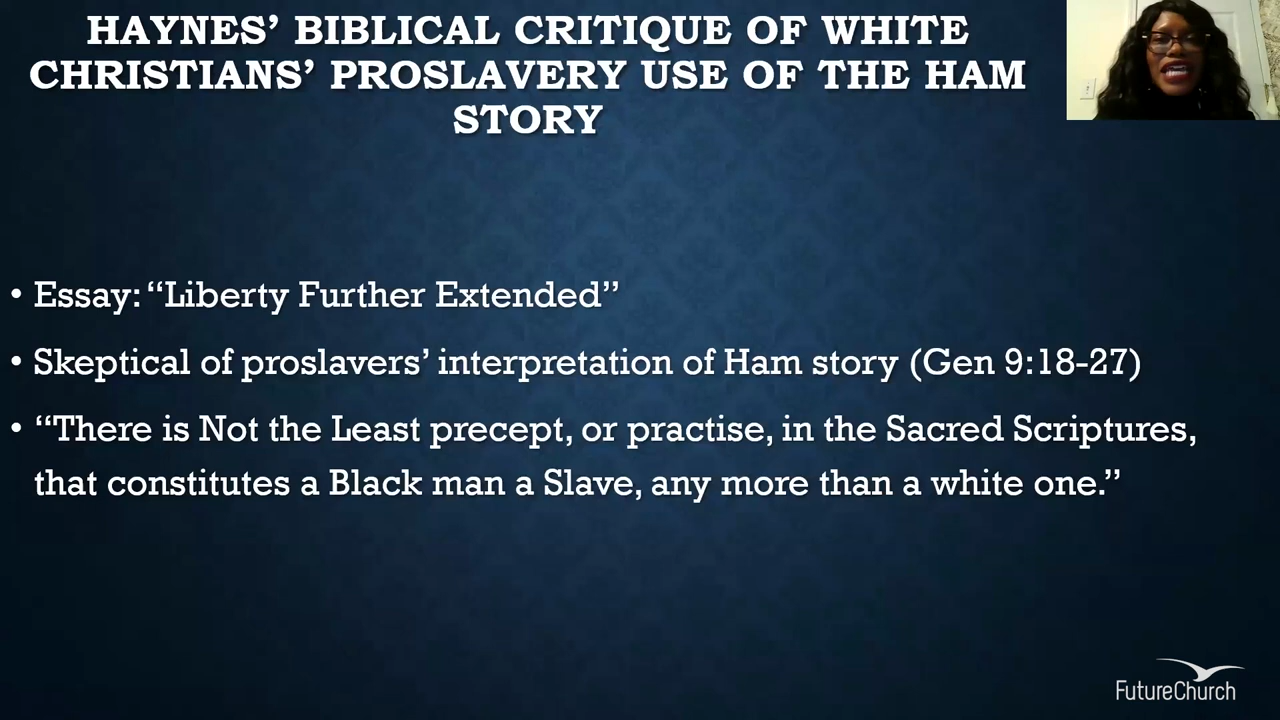 HAYNES’ BIBLICAL CRITIQUE OF WHITE
CHRISTIANS’ PROSLAVERY USE OF THE HAM
STORY
• Essay: “Liberty Further Extended”
• Skeptical of proslavers’ interpretation of Ham story (Gen 9:18-27)
• “There is Not the Least precept, or practise, in the Sacred Scriptures,
that constitutes a Black man a Slave, any more than a white one.”
FutureChurch